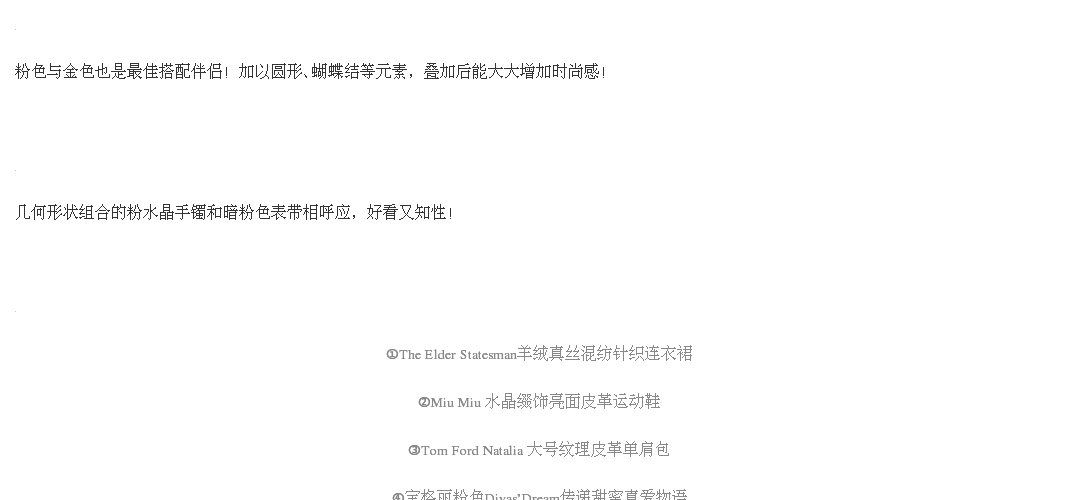 粉色与金色也是最佳搭配伴侣！加以圆形、蝴蝶结等元素，叠加后能大大增加时尚感！
几何形状组合的粉水晶手镯和暗粉色表带相呼应，好看又知性！
①The Elder Statesman羊绒真丝混纺针织连衣裙
②Miu Miu 水晶缀饰亮面皮革运动鞋
③Tom Ford Natalia 大号纹理皮革单肩包
④宝格丽粉色Divas'Dream传递甜蜜真爱物语